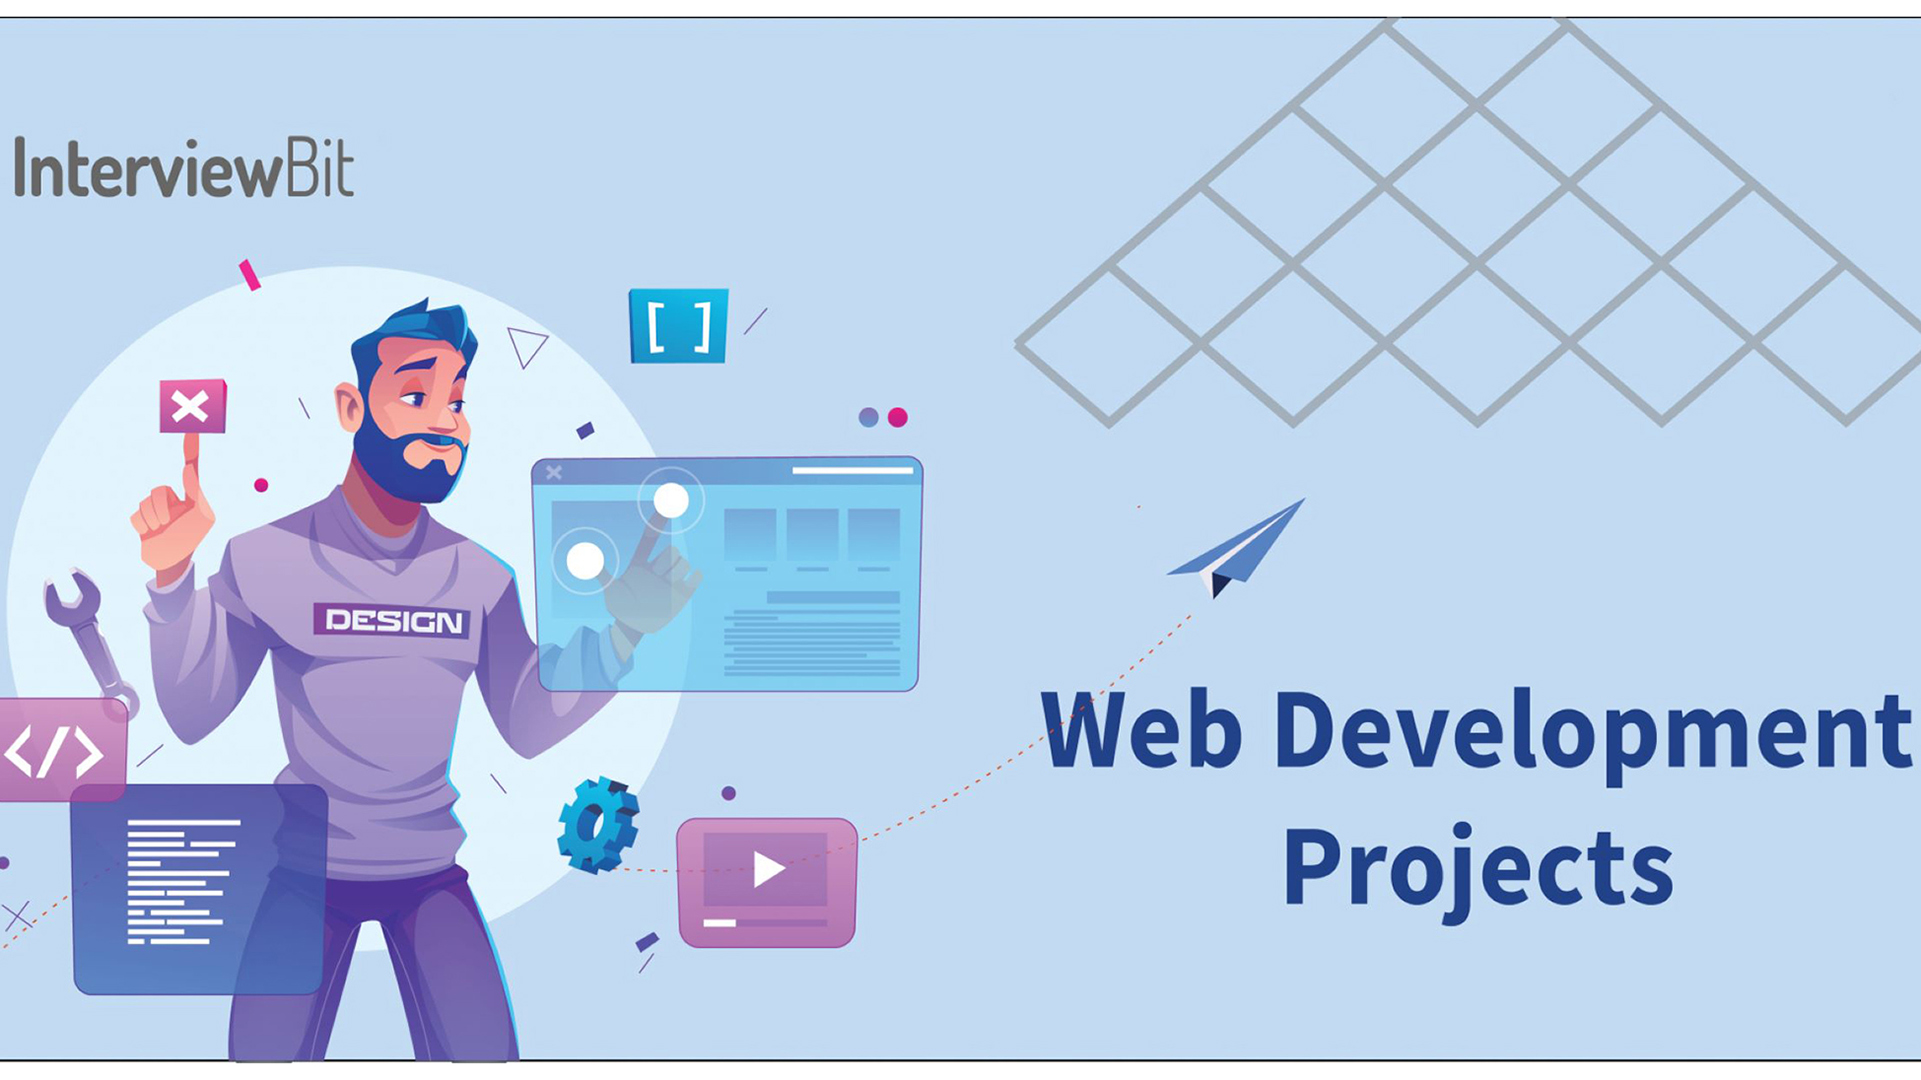 InterviewBit
[ ]
DESIGN
</>
Web Development
Projects